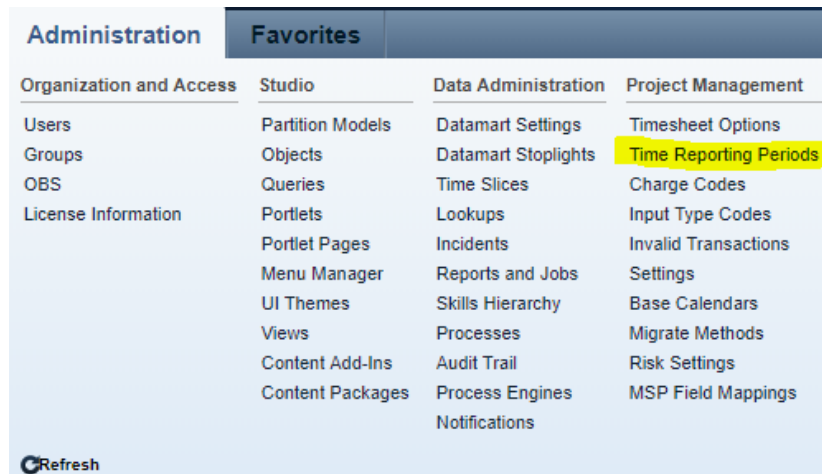 Administration
Favorites
Organization and Access
Users
Groups
OBS
License Information
Studio
Partition Models
Objects
Queries
Portlets
Portlet Pages
Menu Manager
UI Themes
Views
Content Add-Ins
Content Packages
Data Administration
Datamart Settings
Datamart Stoplights
Time Slices
Lookups
Incidents
Reports and Jobs
Skills Hierarchy
Processes
Audit Trail
Process Engines
Notifications
Project Management
Timesheet Options
Time Reporting Periods
Charge Codes
Input Type Codes
Invalid Transactions
Settings
Base Calendars
Migrate Methods
Risk Settings
MSP Field Mappings
Refresh